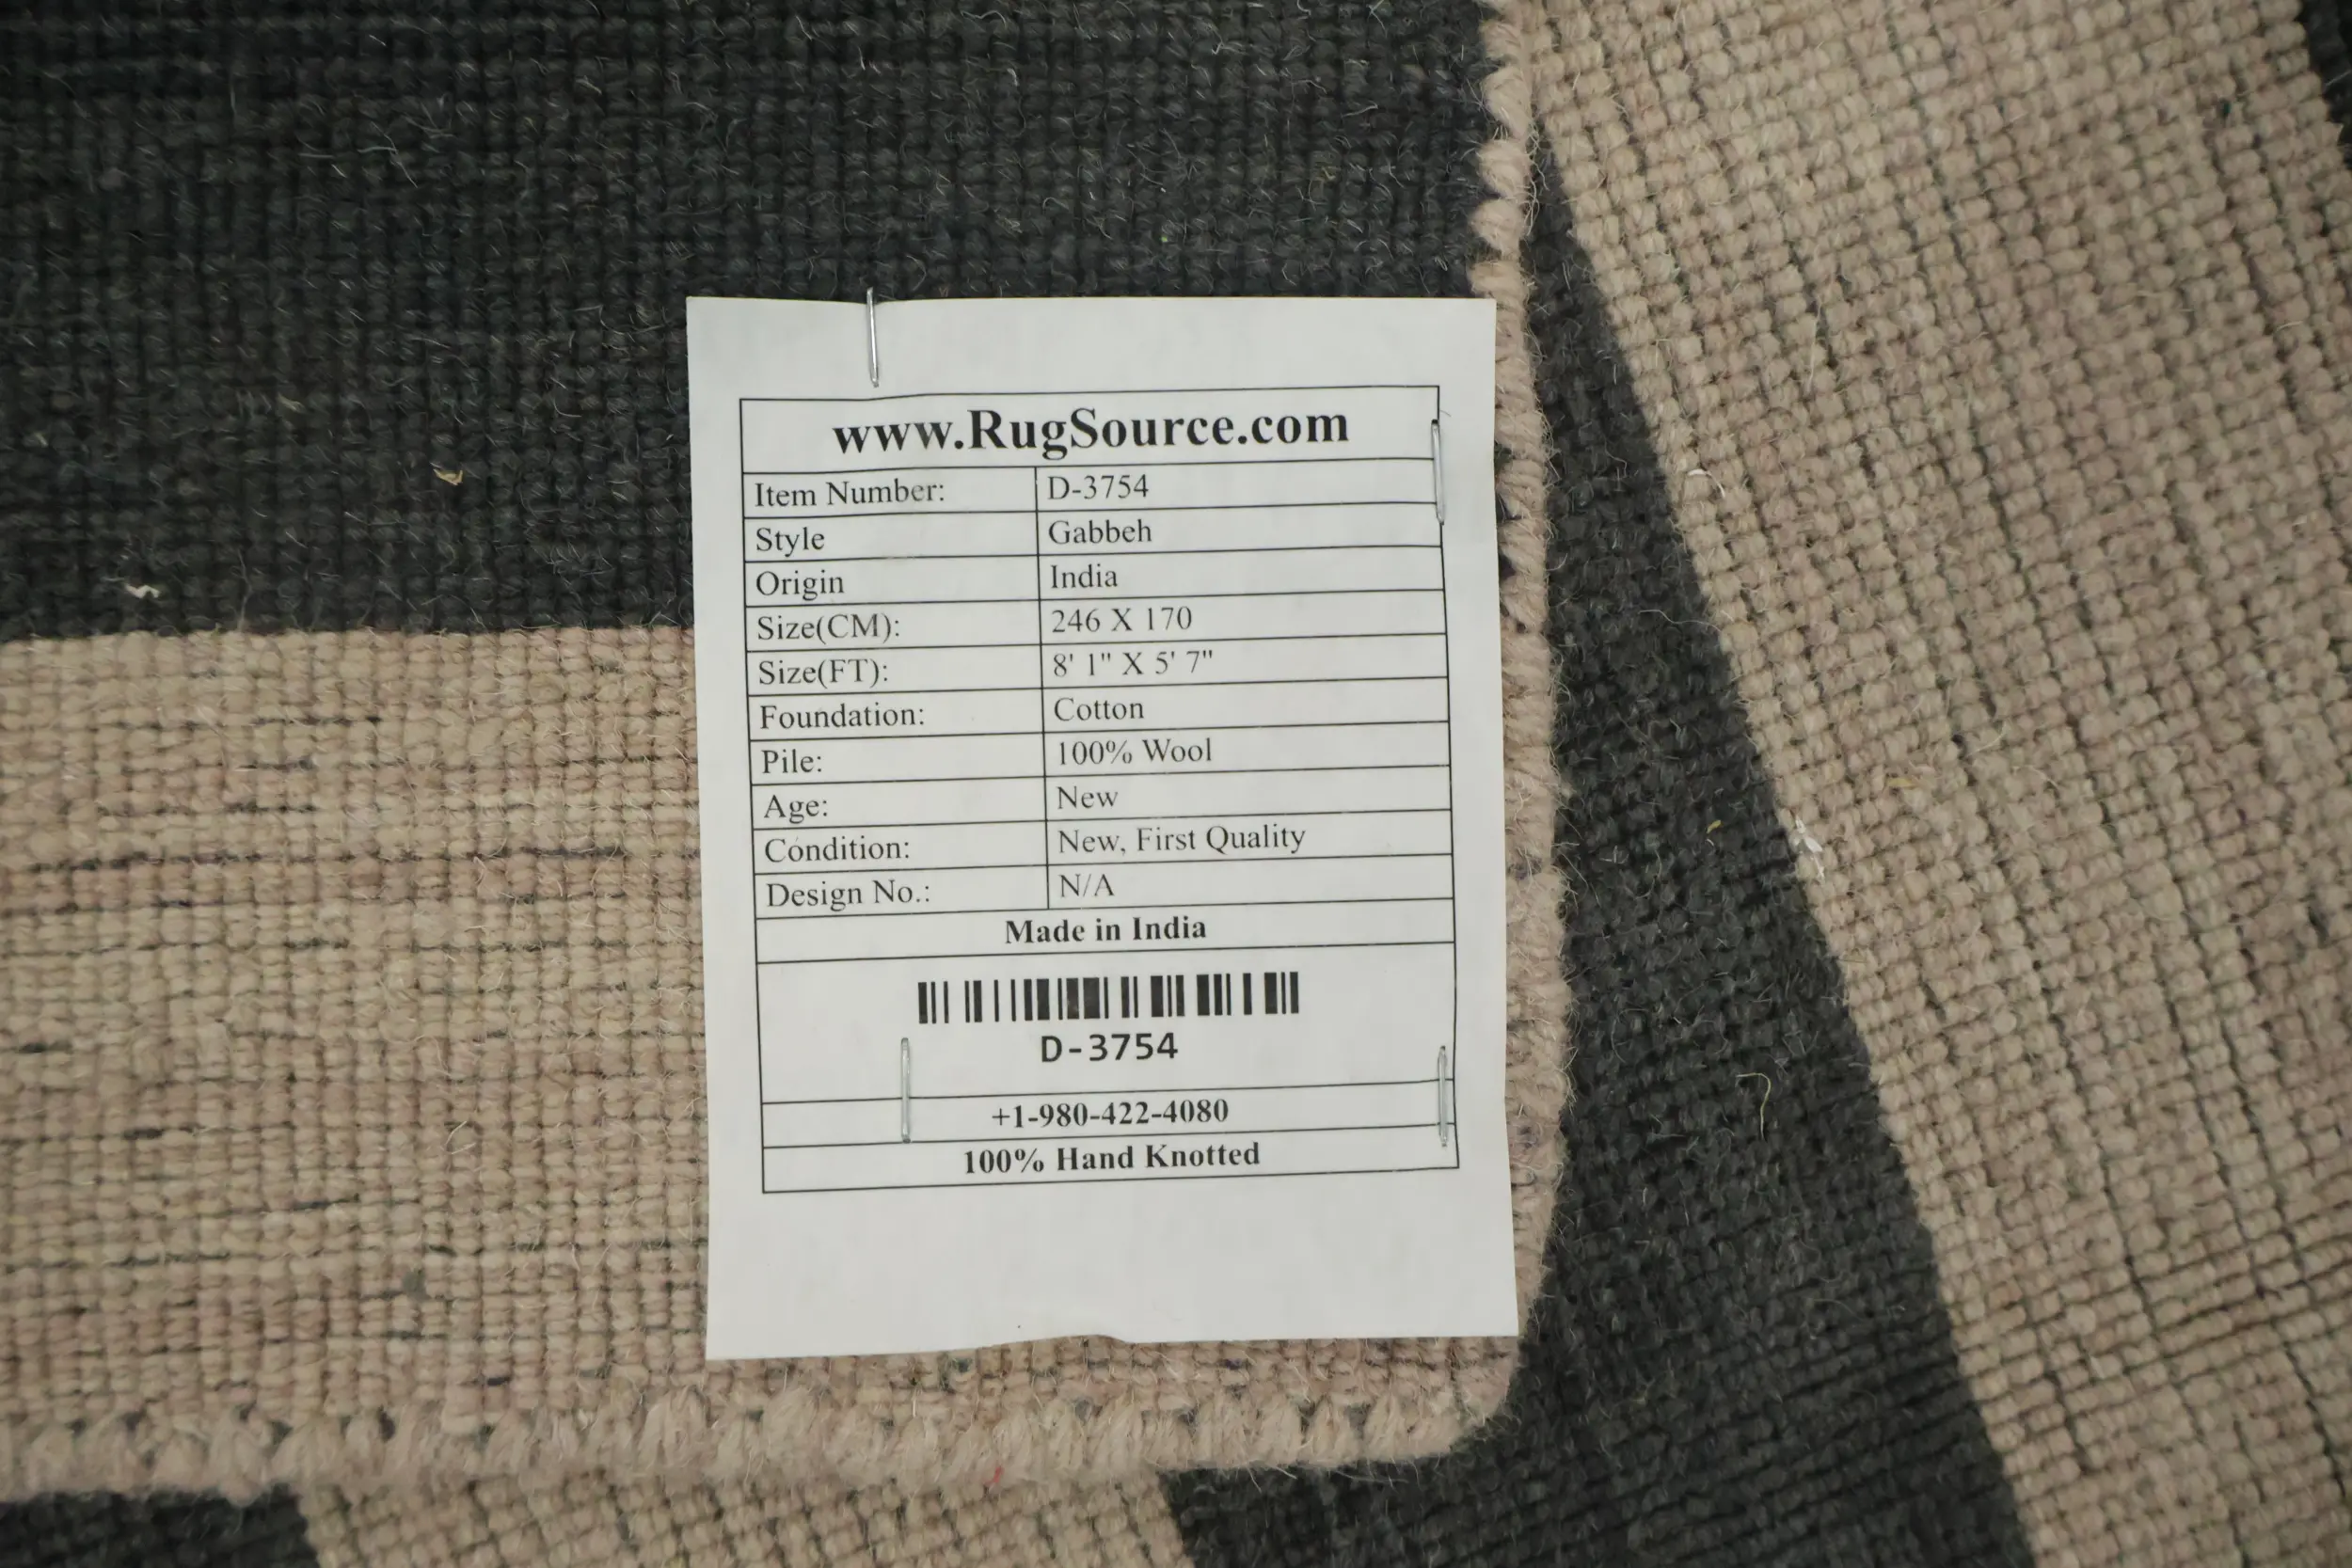 www.RugSource.com
Item Number: D-3754
Style Gabbeh
Origin India
Size(CM): 246 X 170
Size(FT): 8' 1" X 5' 7"
Foundation: Cotton
Pile: 100% Wool
Age: New
Condition: New, First Quality
Design No.: N/A
Made in India
D-3754
+1-980-422-4080
100% Hand Knotted